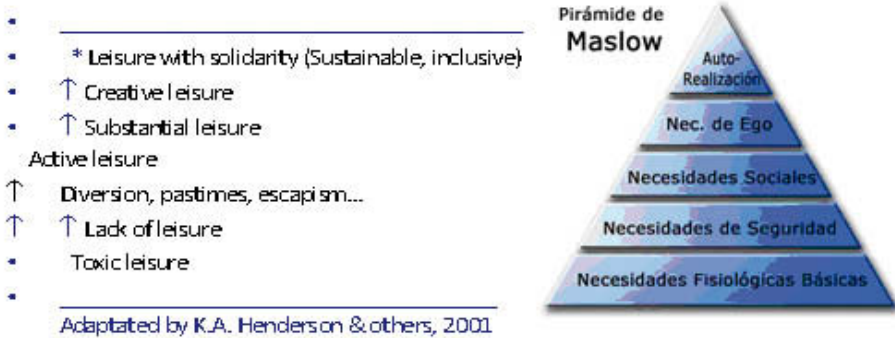 * Leisure with solidarity (Sustainable, inclusive)
↑ Creative leisure
↑ Substantial leisure
Active leisure
↑ Diversion, pastimes, escapism...
↑ ↑ Lack of leisure
Toxic leisure
Adaptated by K.A. Henderson & others, 2001
Pirámide de
Maslow
Auto-
Realización
Nec. de Ego
Necesidades Sociales
Necesidades de Seguridad
Necesidades Fisiológicas Básicas